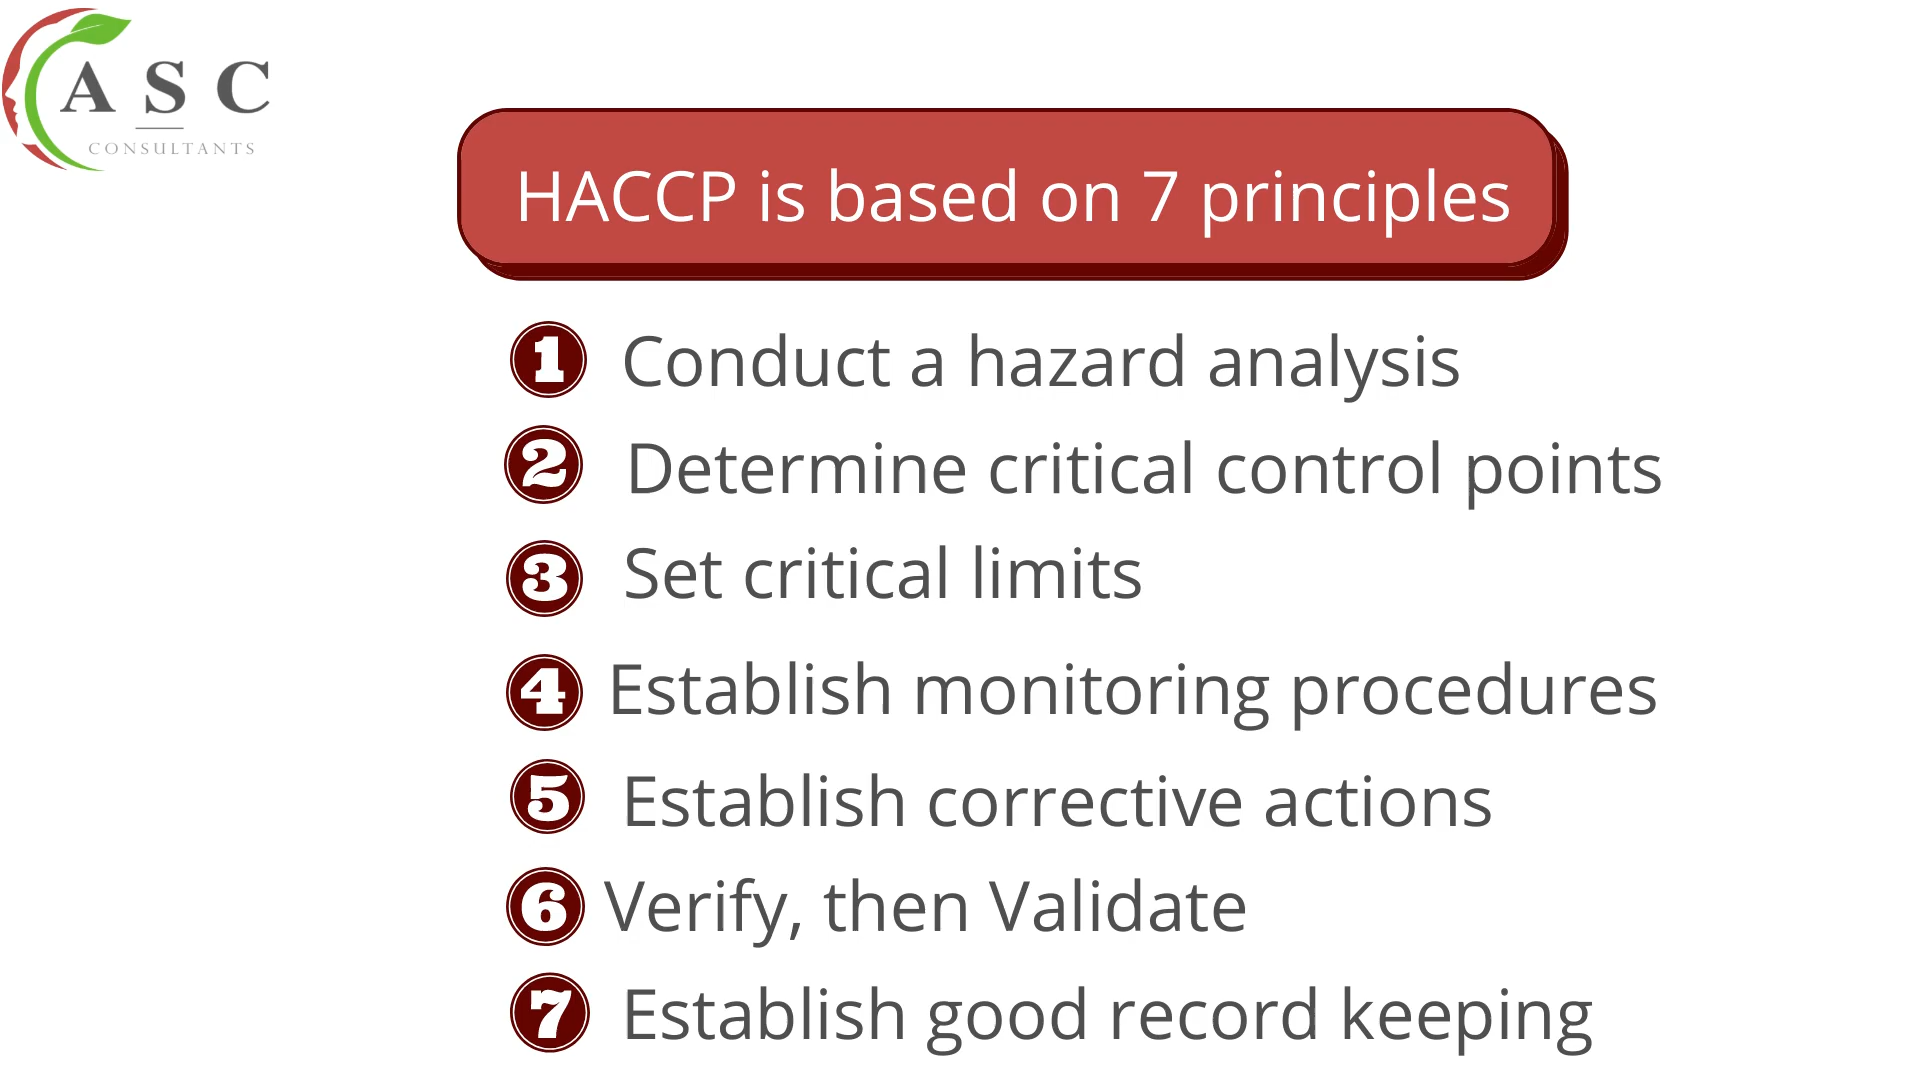 ASC
CONSULTANTS
HACCP is based on 7 principles
1 Conduct a hazard analysis
2 Determine critical control points
3 Set critical limits
4 Establish monitoring procedures
5 Establish corrective actions
6 Verify, then Validate
7 Establish good record keeping